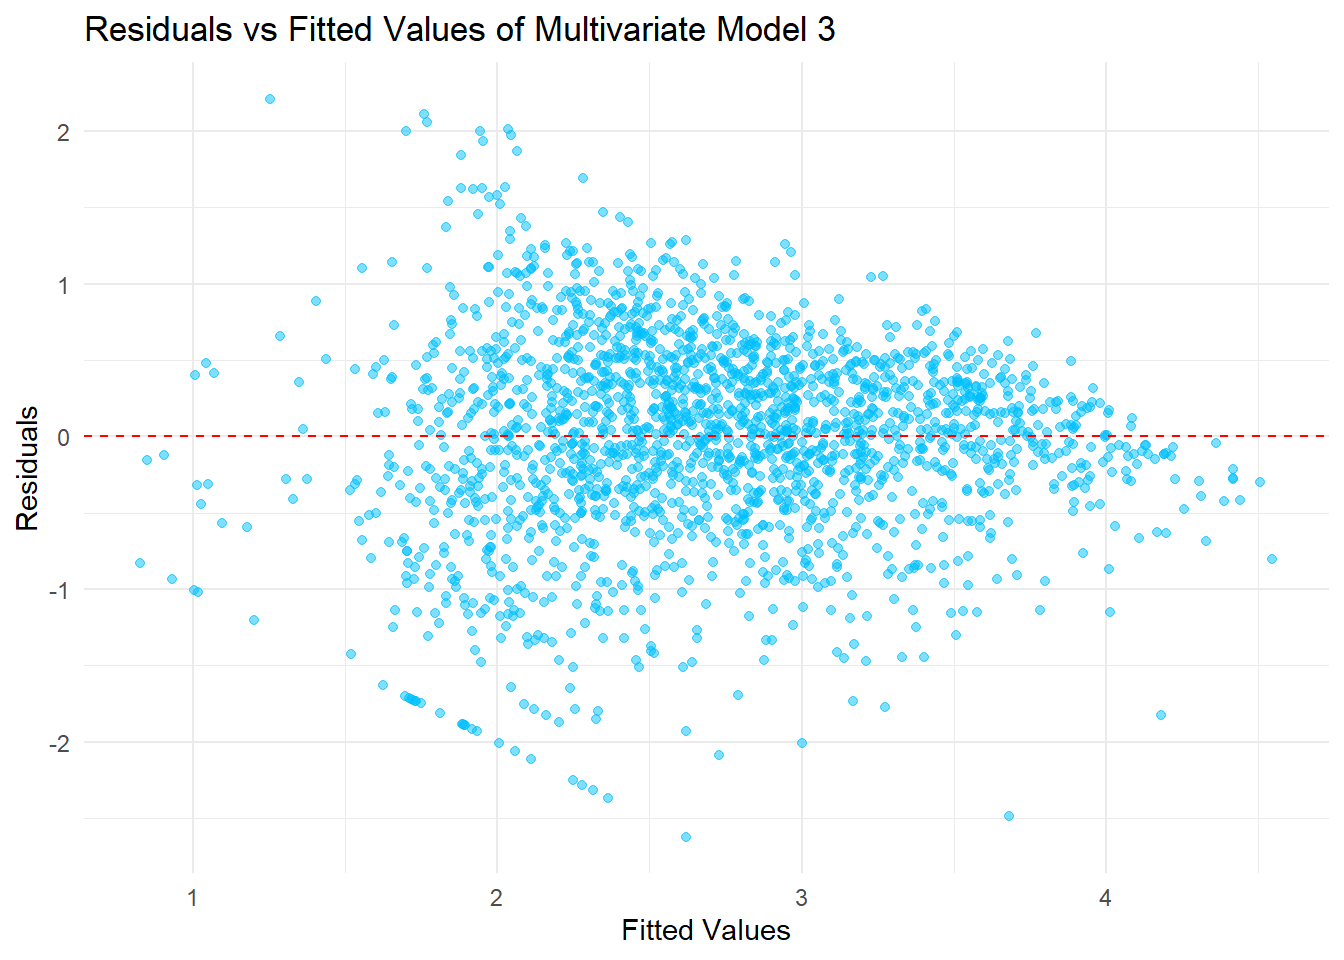 Residuals vs Fitted Values of Multivariate Model 3
2
1
0
-1
-2
Residuals
1 2 3 4
Fitted Values